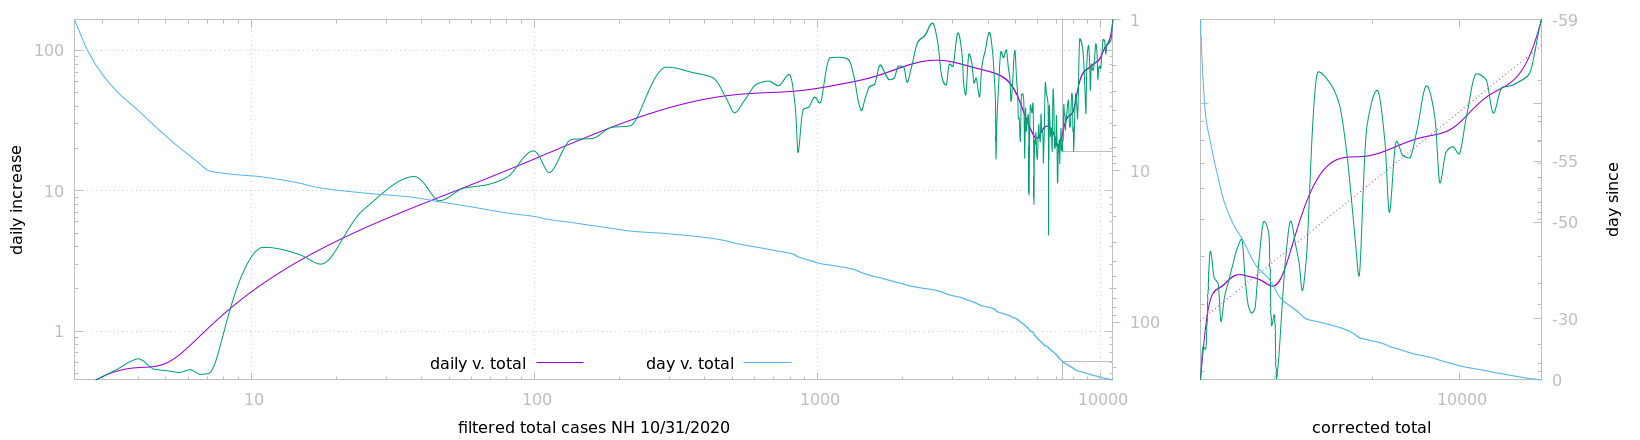 daily increase
100
10
1
1
10
100
daily v. total
day v. total
10
100
1000
10000
filtered total cases NH 10/31/2020
-59
-55
-50
-30
0
day since
10000
corrected total